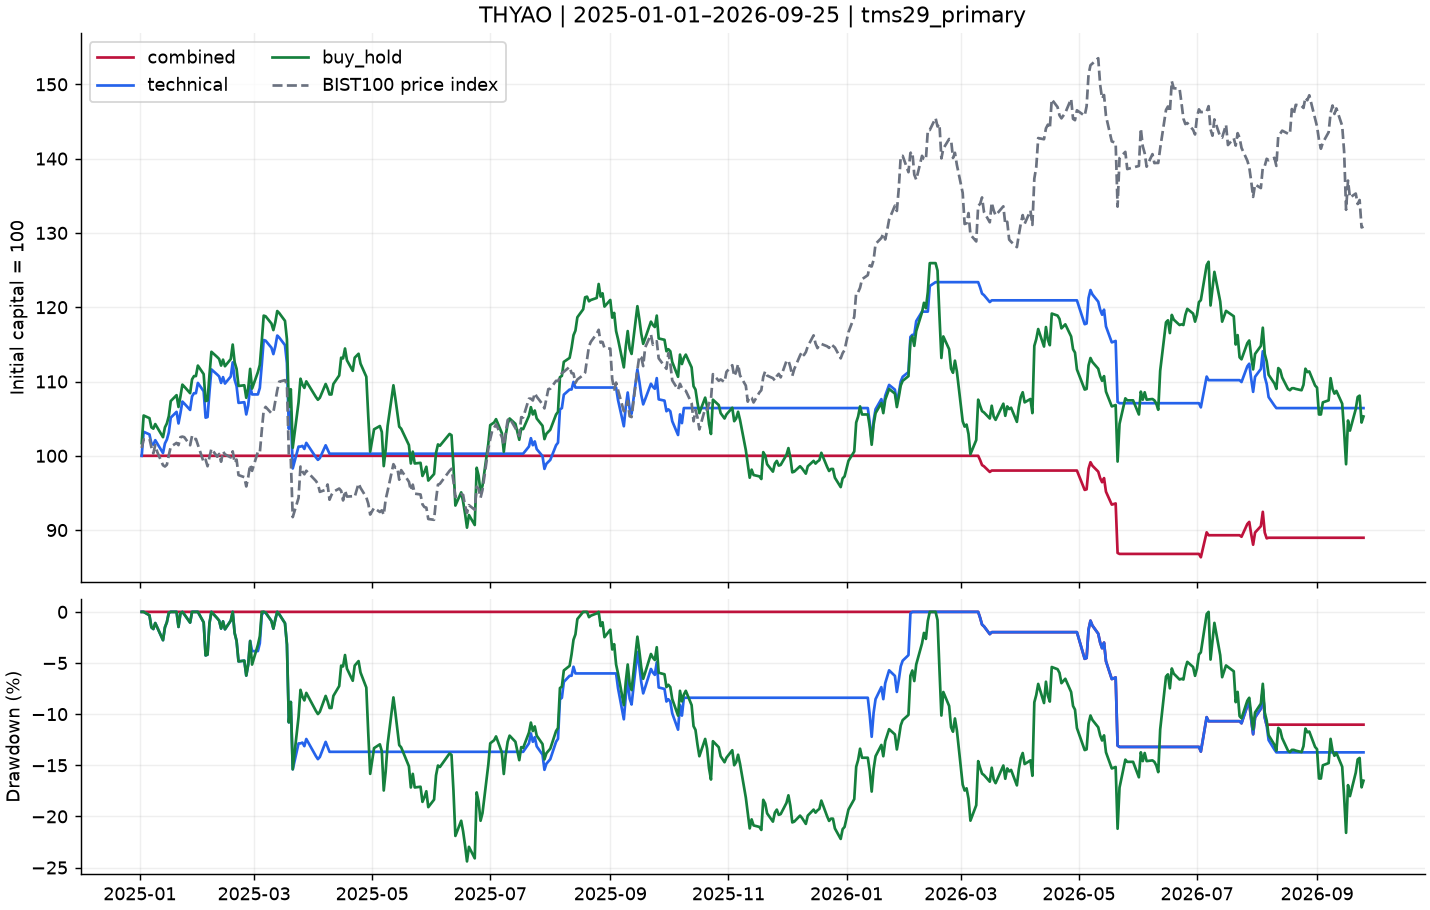 THYAO | 2025-01-01–2026-09-25 | tms29_primary
combined
technical
buy_hold
BIST100 price index
Initial capital = 100
150
140
130
120
110
100
90
Drawdown (%)
0
−5
−10
−15
−20
−25
2025-01 2025-03 2025-05 2025-07 2025-09 2025-11 2026-01 2026-03 2026-05 2026-07 2026-09